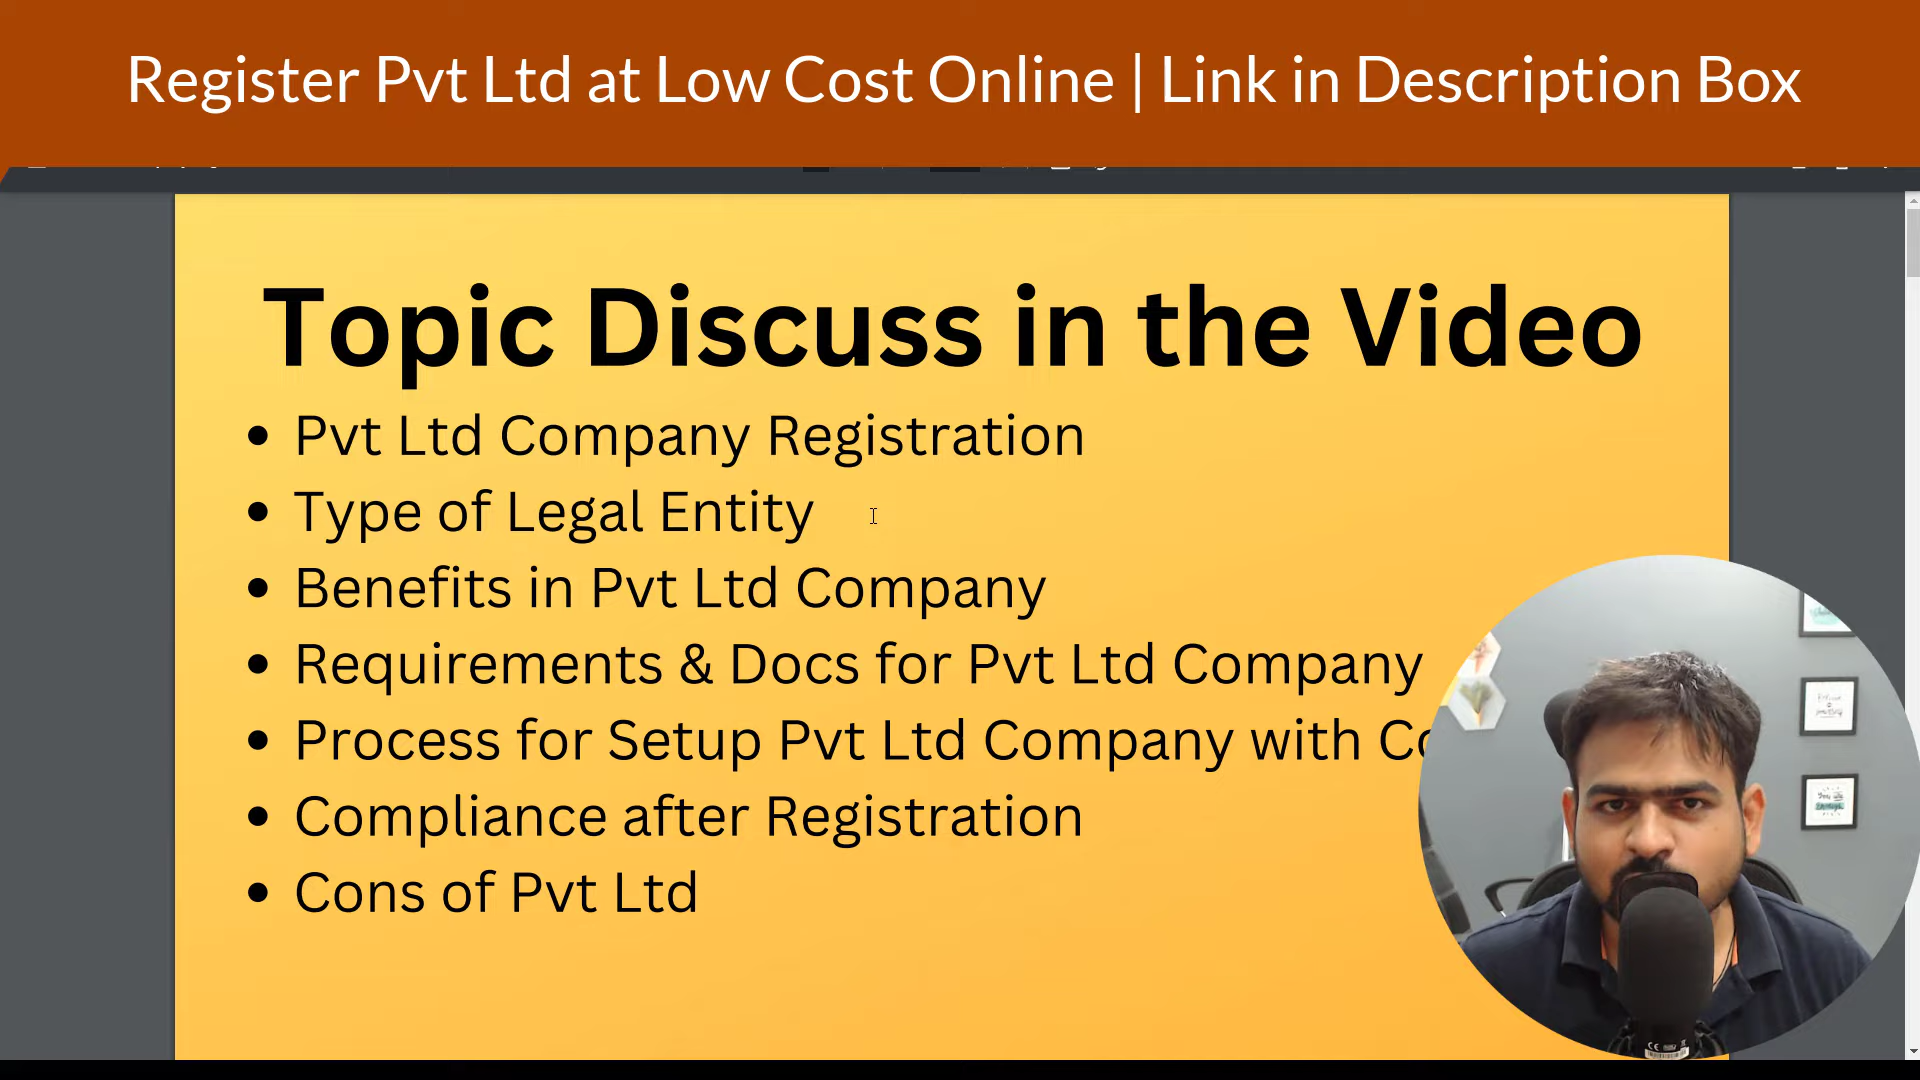 Register Pvt Ltd at Low Cost Online | Link in Description Box
Topic Discuss in the Video
• Pvt Ltd Company Registration
• Type of Legal Entity
• Benefits in Pvt Ltd Company
• Requirements & Docs for Pvt Ltd Company
• Process for Setup Pvt Ltd Company with
• Compliance after Registration
• Cons of Pvt Ltd